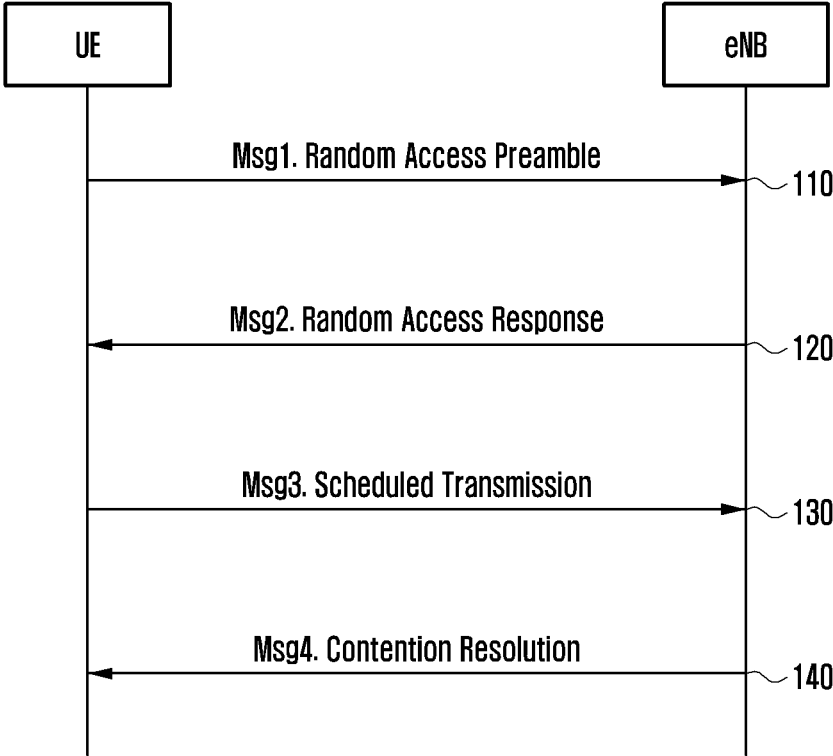 UE
eNB
Msg1. Random Access Preamble
110
Msg2. Random Access Response
120
Msg3. Scheduled Transmission
130
Msg4. Contention Resolution
140